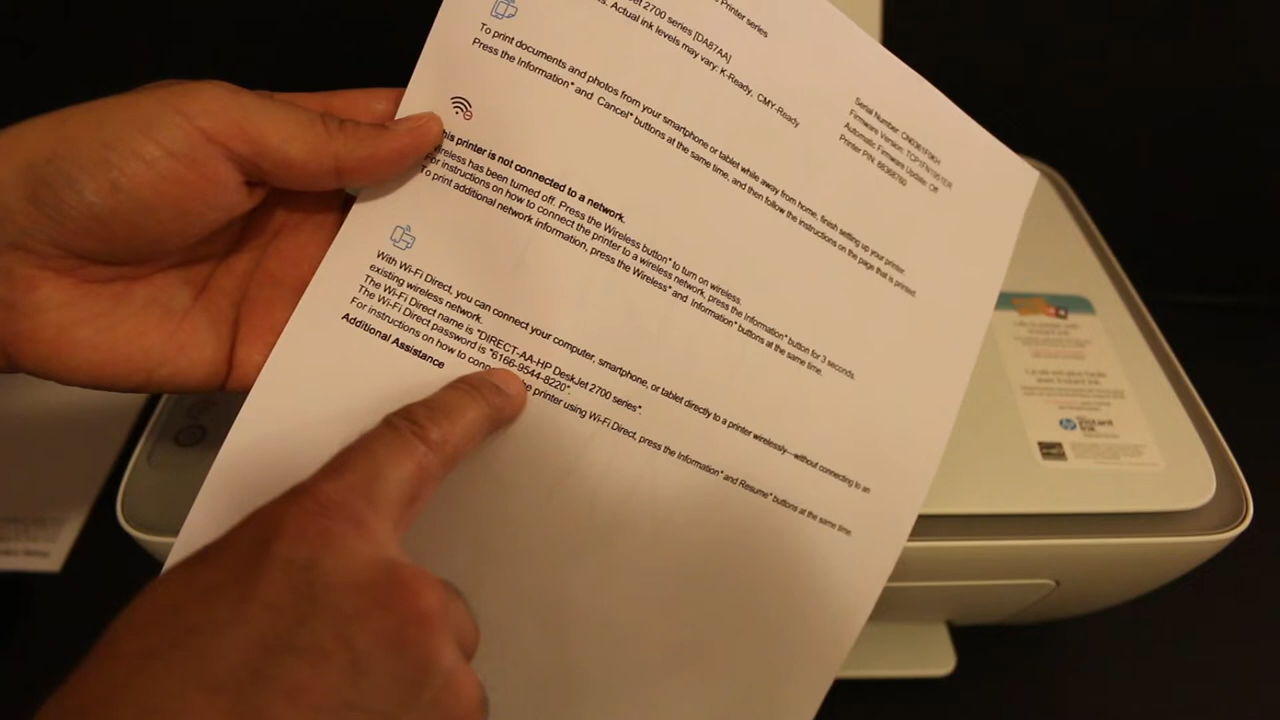 Printer series
Jet 2700 series [DA87AA]
Actual ink levels may vary: K-Ready, CMY-Ready
Serial Number:
Firmware Version:
Automatic Firmware Update, Off
Printer PIN:
To print documents and photos from your smartphone or tablet while away from home, finish setting up your printer.
Press the Information* and Cancel* buttons at the same time, and then follow the instructions on the page that is printed.
his printer is not connected to a network.
Wireless has been turned off. Press the Wireless button* to turn on wireless.
For instructions on how to connect the printer to a wireless network, press the Information* button for 3 seconds.
To print additional network information, press the Wireless* and Information* buttons at the same time.
With Wi-Fi Direct, you can connect your computer, smartphone, or tablet directly to a printer wirelessly—without connecting to an
existing wireless network.
The Wi-Fi Direct name is "DIRECT-AA-HP DeskJet 2700 series".
The Wi-Fi Direct password is "6166-9544-8220".
For instructions on how to conn he printer using Wi-Fi Direct, press the Information* and Resume* buttons at the same time.
Additional Assistance
hp instant
ink